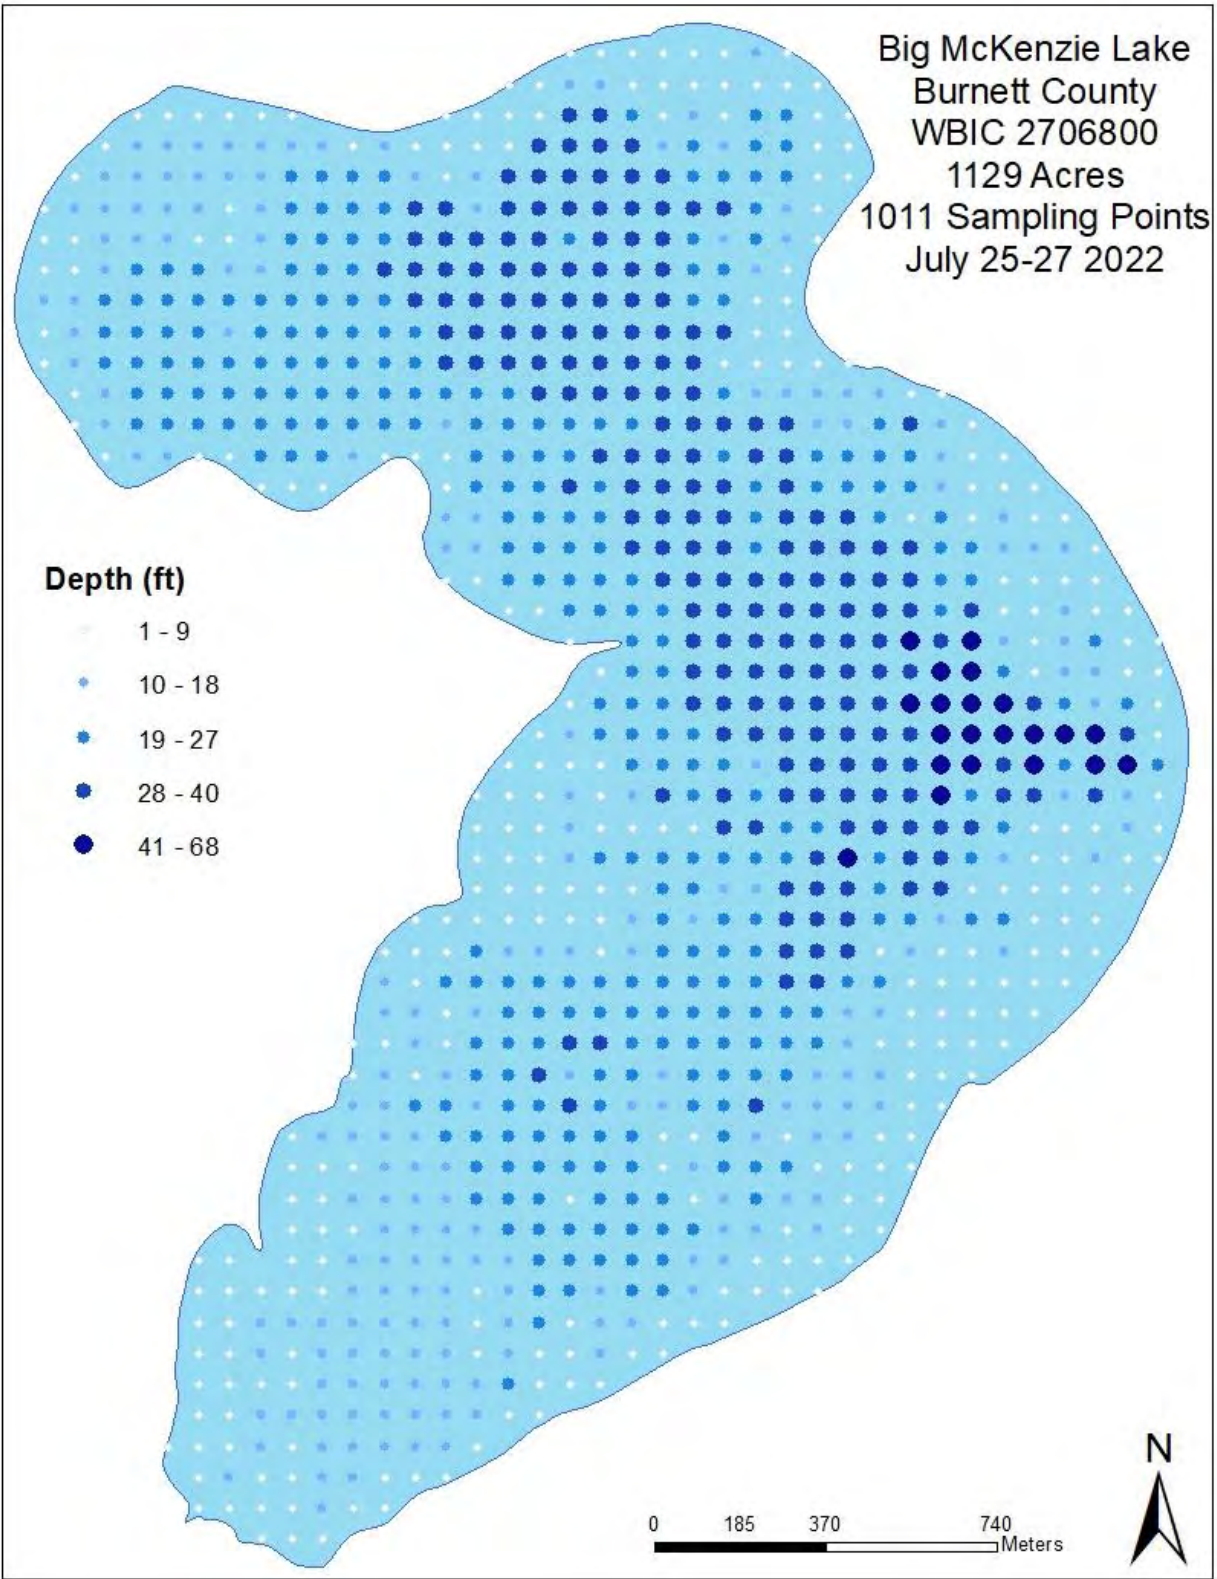 Big McKenzie Lake
Burnett County
WBIC 2706800
1129 Acres
1011 Sampling Points
July 25-27 2022
Depth (ft)
1 - 9
10 - 18
19 - 27
28 - 40
41 - 68
N
0 185 370 740
Meters